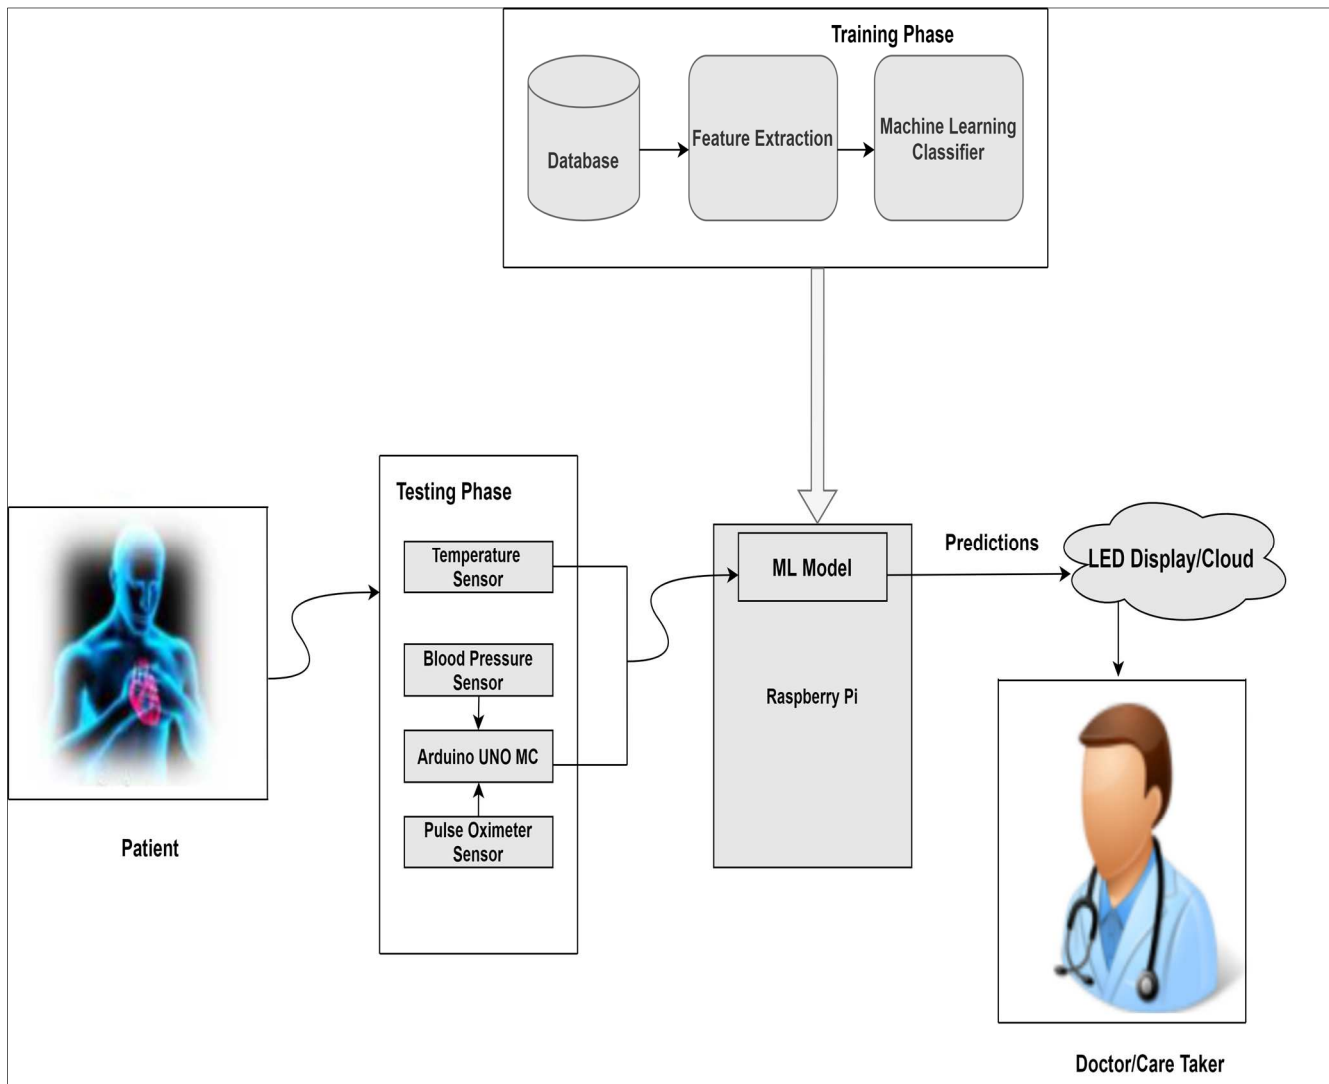 Training Phase
Database
Feature Extraction
Machine Learning
Classifier
Testing Phase
Temperature
Sensor
Blood Pressure
Sensor
Arduino UNO MC
Pulse Oximeter
Sensor
Patient
ML Model
Raspberry Pi
Predictions
LED Display/Cloud
Doctor/Care Taker